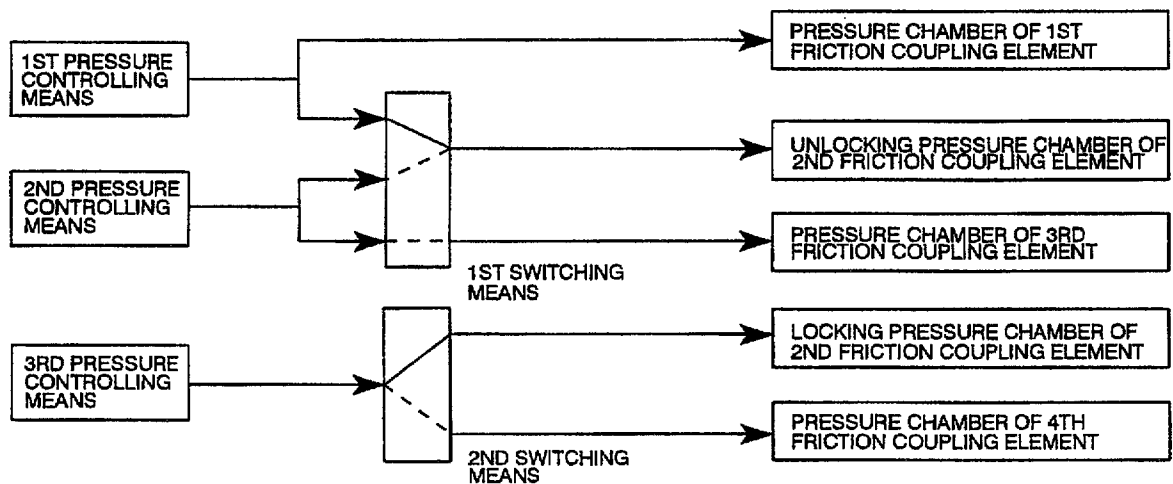 1ST PRESSURE
CONTROLLING
MEANS
2ND PRESSURE
CONTROLLING
MEANS
3RD PRESSURE
CONTROLLING
MEANS
1ST SWITCHING
MEANS
2ND SWITCHING
MEANS
PRESSURE CHAMBER OF 1ST
FRICTION COUPLING ELEMENT
UNLOCKING PRESSURE CHAMBER OF
2ND FRICTION COUPLING ELEMENT
PRESSURE CHAMBER OF 3RD
FRICTION COUPLING ELEMENT
LOCKING PRESSURE CHAMBER OF
2ND FRICTION COUPLING ELEMENT
PRESSURE CHAMBER OF 4TH
FRICTION COUPLING ELEMENT